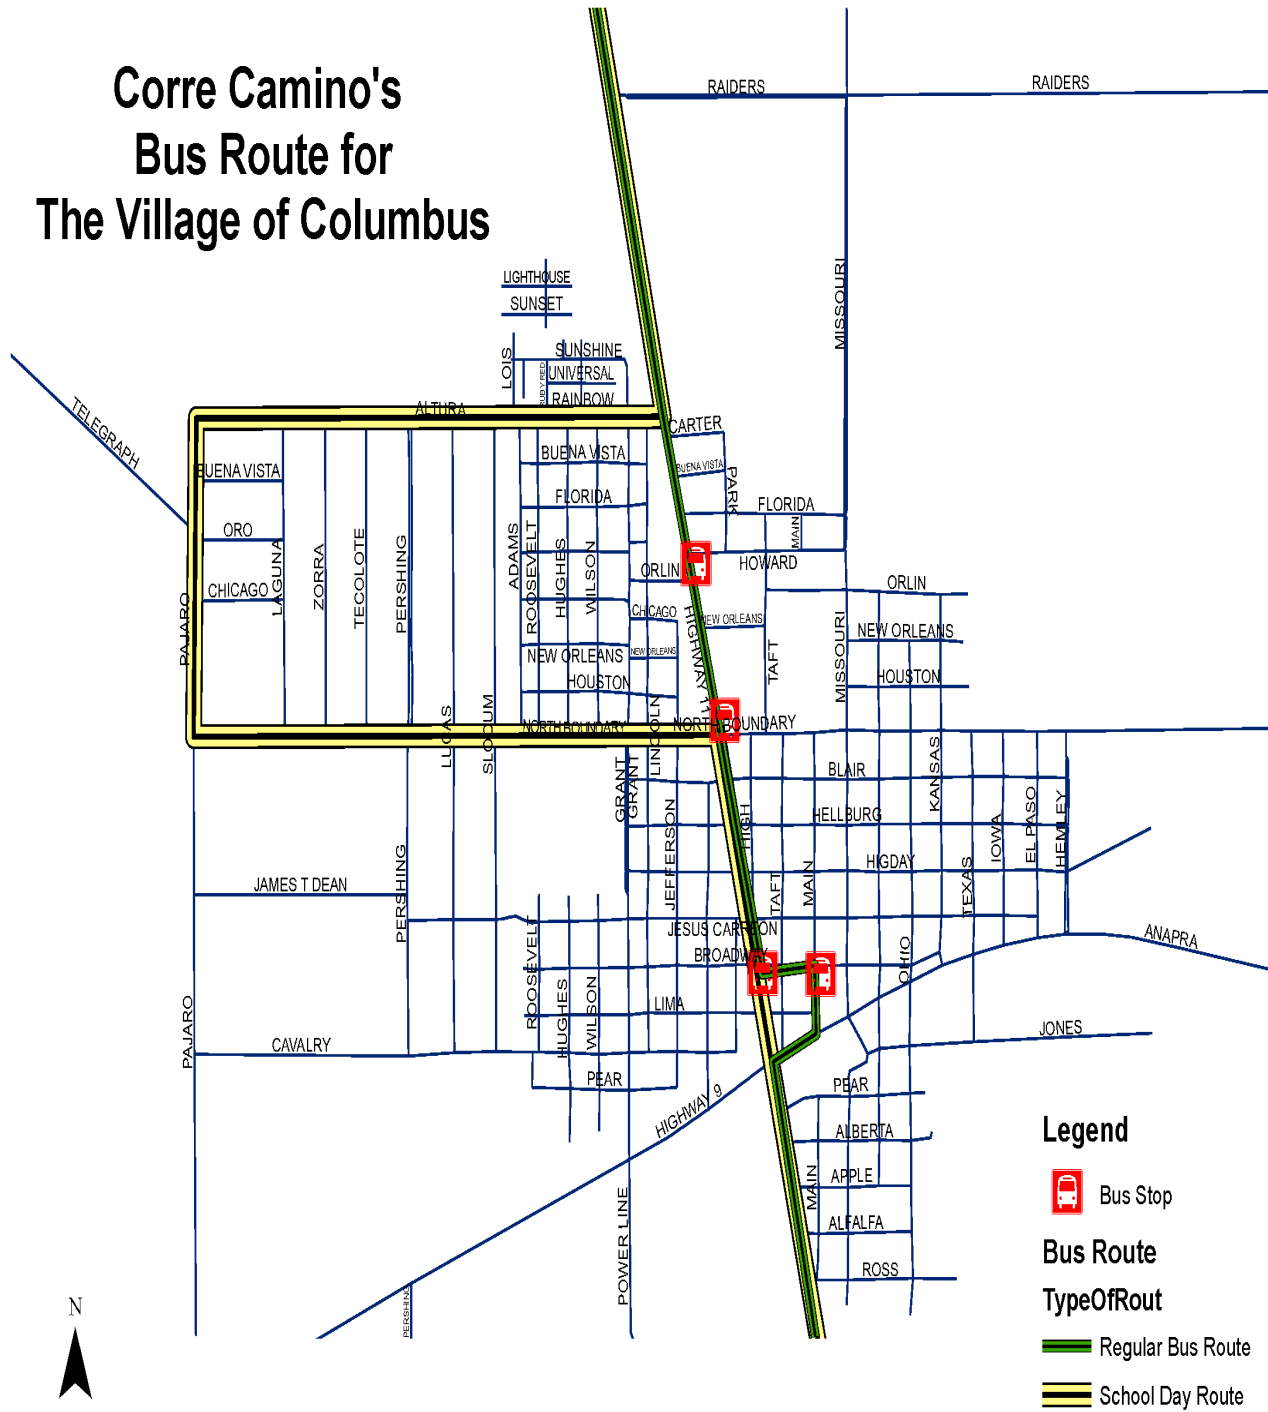 Corre Camino's
Bus Route for
The Village of Columbus
RAIDERS
RAIDERS
MISSOURI
LIGHTHOUSE
SUNSET
LOIS
SUNSHINE
UNIVERSAL
RUBY RED
RAINBOW
ALTURA
TELEGRAPH
CARTER
BUENA VISTA
BUENA VISTA
BUENA VISTA
PARK
FLORIDA
FLORIDA
MAIN
ORO
HOWARD
ORLIN
ORLIN
CHICAGO
CHICAGO
LAGUNA
ZORRA
TECOLOTE
PERSHING
ADAMS
ROOSEVELT
HUGHES
WILSON
HIGHWAY 11
NEW ORLEANS
NEW ORLEANS
NEW ORLEANS
NEW ORLEANS
PAJARO
TAFT
MISSOURI
HOUSTON
HOUSTON
NORTH BOUNDARY
NORTH BOUNDARY
LUCAS
SLOCUM
GRANT
GRANT
LINCOLN
BLAIR
KANSAS
HELLBURG
HIGH
JEFFERSON
HIGDAY
TAFT
MAIN
TEXAS
IOWA
EL PASO
HEMLEY
JAMES T DEAN
PERSHING
JESUS CARREON
BROADWAY
OHIO
ANAPRA
ROOSEVELT
HUGHES
WILSON
LIMA
PAJARO
CAVALRY
JONES
PEAR
PEAR
HIGHWAY 9
ALBERTA
MAIN
APPLE
ALFALFA
ROSS
POWER LINE
PERSHING
N
Legend
Bus Stop
Bus Route
TypeOfRout
Regular Bus Route
School Day Route